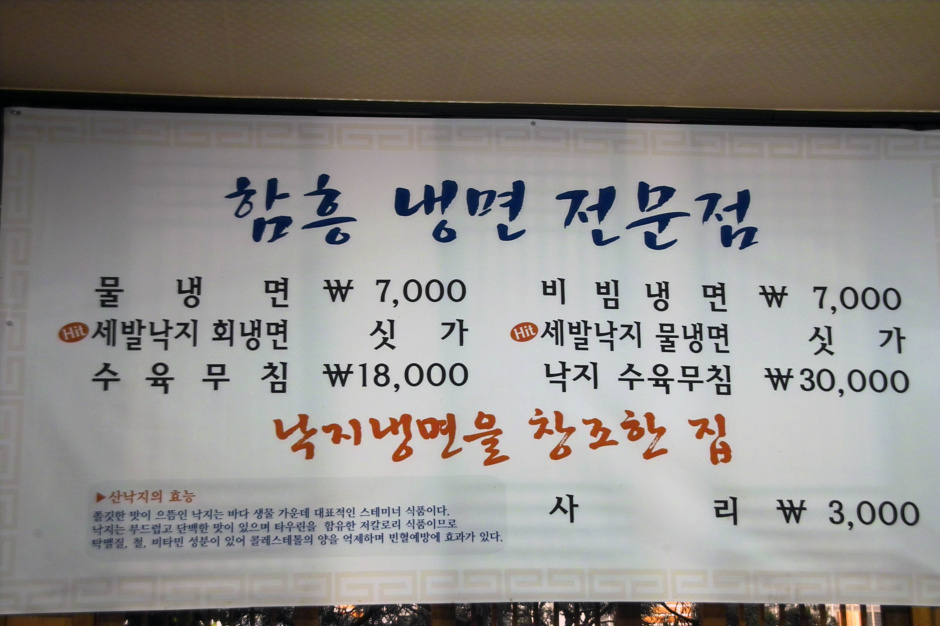 함흥 냉면 전문점
물 냉 면 ₩ 7,000 비 빔 냉 면 ₩ 7,000
Hit 세발낙지 회냉면 싯 가 Hit 세발낙지 물냉면 싯 가
수 육 무 침 ₩18,000 낙지 수육무침 ₩30,000
낙지냉면을 창조한 집
▶산낙지의 효능
쫄깃한 맛이 으뜸인 낙지는 바다 생물 가운데 대표적인 스테미너 식품이다.
낙지는 부드럽고 담백한 맛이 있으며 타우린을 함유한 저칼로리 식품이므로
탁뱉질, 철, 비타민 성분이 있어 콜레스테롤의 양을 억제하며 빈혈예방에 효과가 있다.
사 리 ₩ 3,000